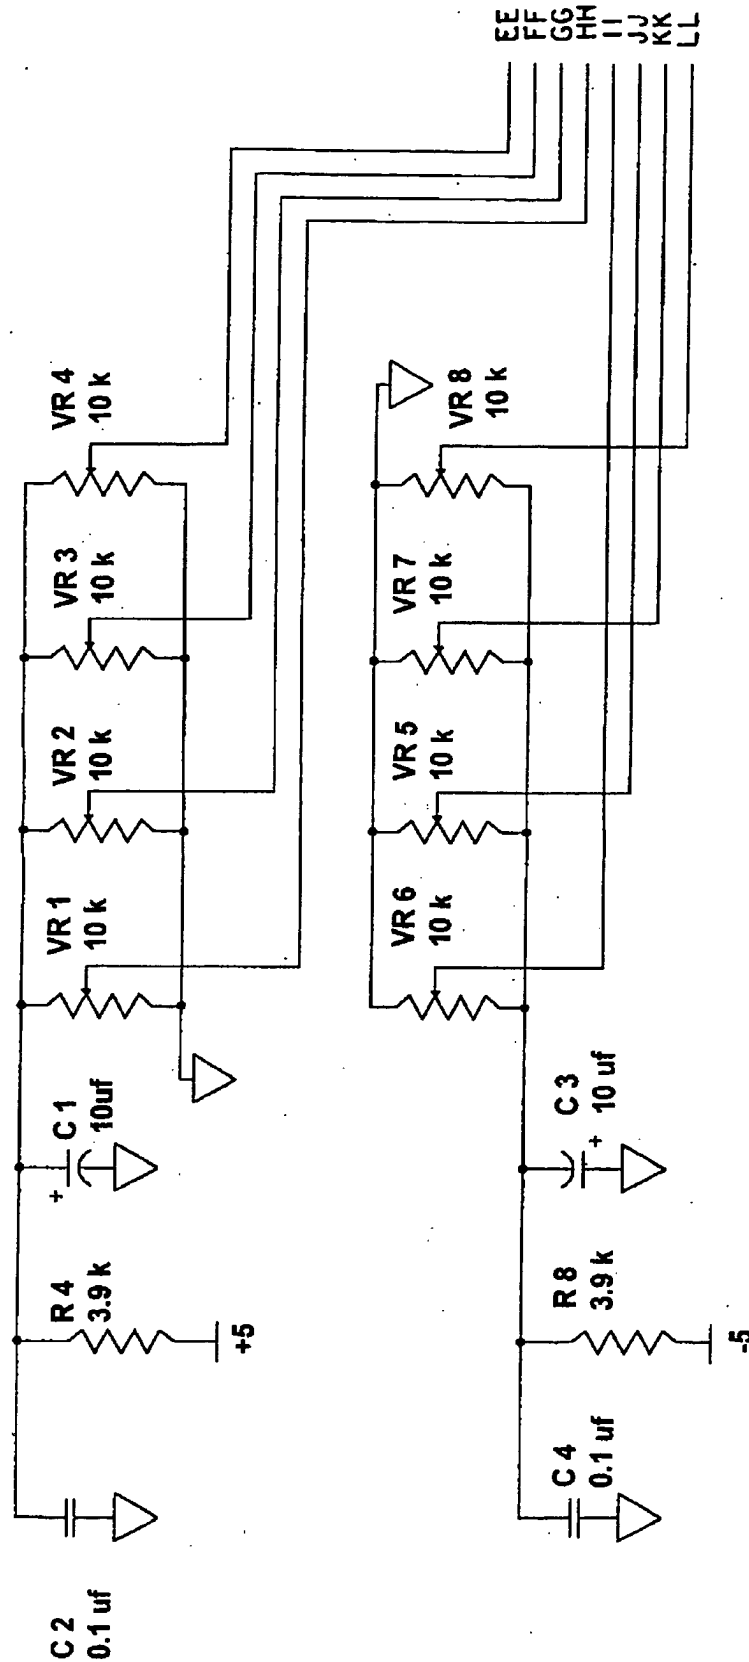 C 2
0.1 uf
R 4
3.9 k
+5
C 1
10uf
+
VR 1
10 k
VR 2
10 k
VR 3
10 k
VR 4
10 k
C 4
0.1 uf
R 8
3.9 k
-5
C 3
10 uf
+
VR 6
10 k
VR 5
10 k
VR 7
10 k
VR 8
10 k
EE
FF
GG
HH
II
JJ
KK
LL